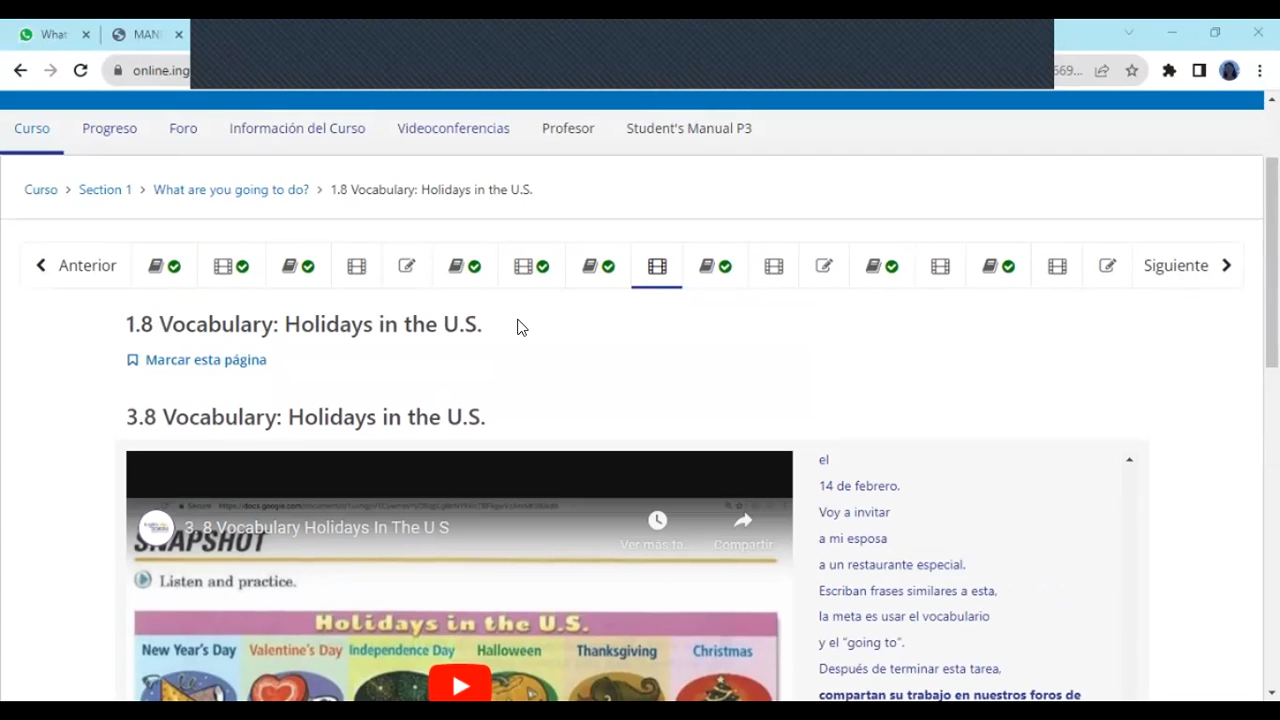 What
MAN
online.ing
569...
Curso
Progreso
Foro
Información del Curso
Videoconferencias
Profesor
Student's Manual P3
Curso > Section 1 > What are you going to do? > 1.8 Vocabulary: Holidays in the U.S.
Anterior
Siguiente
1.8 Vocabulary: Holidays in the U.S.
Marcar esta página
3.8 Vocabulary: Holidays in the U.S.
3. 8 Vocabulary Holidays In The U S
Ver más ta...
Compartir
SNAPSHOT
Listen and practice.
Holidays in the U.S.
New Year's Day
Valentine's Day
Independence Day
Halloween
Thanksgiving
Christmas
el
14 de febrero.
Voy a invitar
a mi esposa
a un restaurante especial.
Escriban frases similares a esta,
la meta es usar el vocabulario
y el "going to".
Después de terminar esta tarea,
compartan su trabajo en nuestros foros de